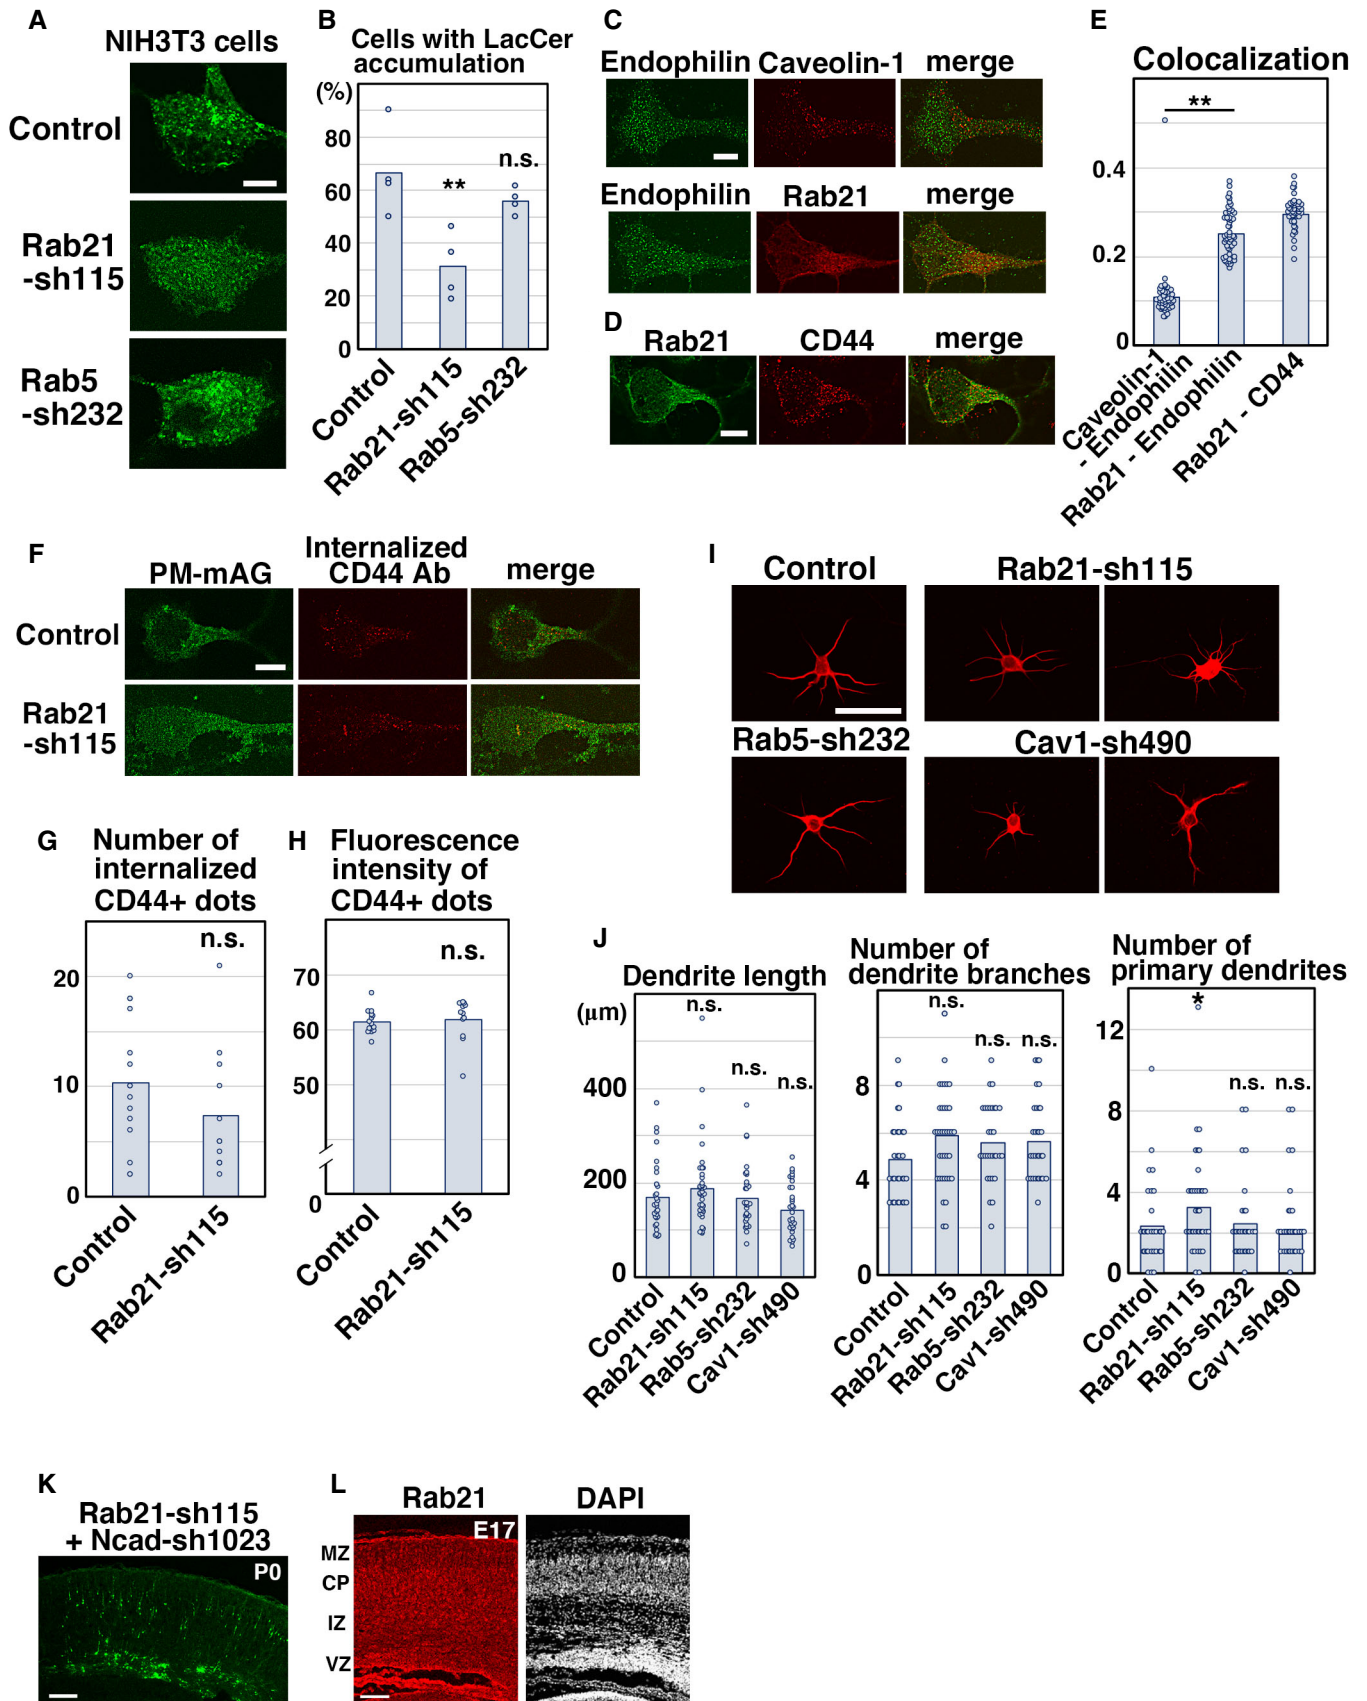 A
NIH3T3 cells
Control
Rab21
-sh115
Rab5
-sh232
B
Cells with LacCer
accumulation
(%)
80
60
40
20
0
**
n.s.
Control
Rab21-sh115
Rab5-sh232
C
Endophilin Caveolin-1 merge
Endophilin Rab21 merge
D
Rab21 CD44 merge
E
Colocalization
**
0.4
0.2
0
Caveolin-1
- Endophilin
Rab21 - Endophilin
Rab21 - CD44
F
PM-mAG
Internalized
CD44 Ab
merge
Control
Rab21
-sh115
G
Number of
internalized
CD44+ dots
n.s.
20
10
0
Control
Rab21-sh115
H
Fluorescence
intensity of
CD44+ dots
n.s.
70
60
50
0
Control
Rab21-sh115
I
Control
Rab21-sh115
Rab5-sh232
Cav1-sh490
J
Dendrite length
(μm)
n.s.
n.s.
n.s.
400
200
0
Control
Rab21-sh115
Rab5-sh232
Cav1-sh490
Number of
dendrite branches
n.s.
n.s.
n.s.
8
4
0
Control
Rab21-sh115
Rab5-sh232
Cav1-sh490
Number of
primary dendrites
*
n.s.
n.s.
12
8
4
0
Control
Rab21-sh115
Rab5-sh232
Cav1-sh490
K
Rab21-sh115
+ Ncad-sh1023
P0
L
Rab21
DAPI
E17
MZ
CP
IZ
VZ